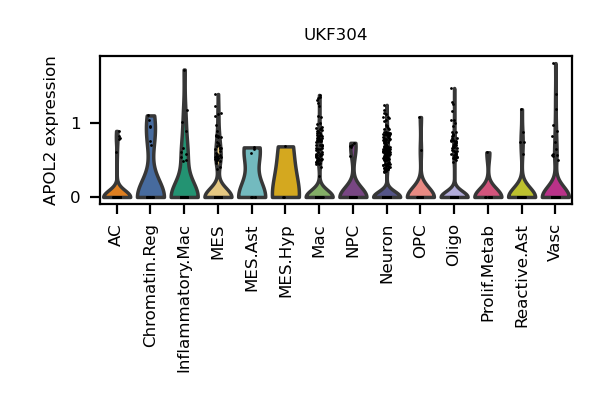 UKF304
APOL2 expression
1
0
AC
Chromatin.Reg
Inflammatory.Mac
MES
MES.Ast
MES.Hyp
Mac
NPC
Neuron
OPC
Oligo
Prolif.Metab
Reactive.Ast
Vasc